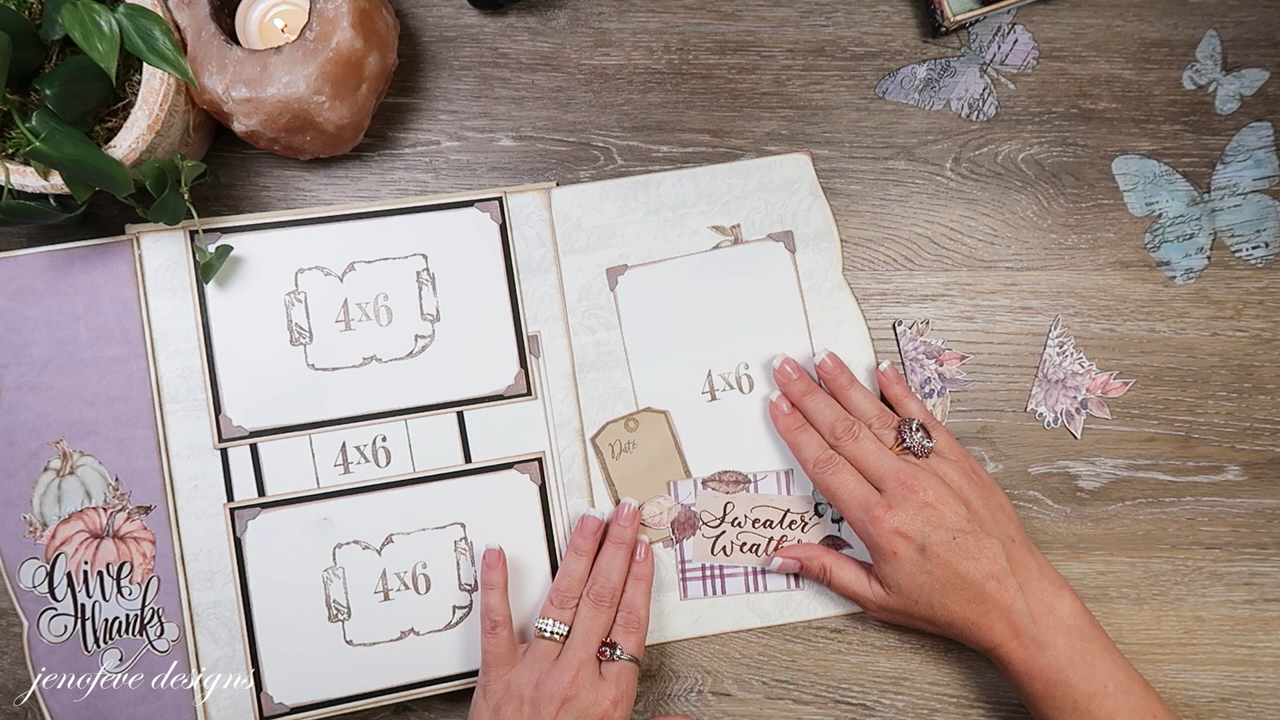 4x6
4x6
4x6
4x6
Date
Sweater
Weather
Give
thanks
jenofeve designs